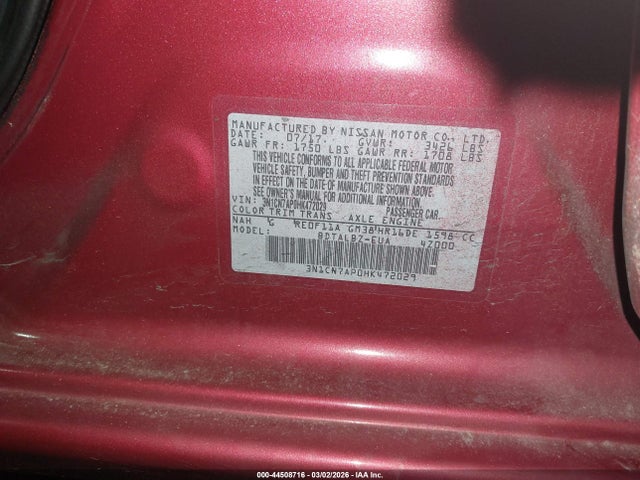 MANUFACTURED BY NISSAN MOTOR CO., LTD.
DATE: 07/17 GVWR: 3426 LBS
GAWR FR: 1750 LBS GAWR RR: 1708 LBS
THIS VEHICLE CONFORMS TO ALL APPLICABLE FEDERAL MOTOR
VEHICLE SAFETY, BUMPER AND THEFT PREVENTION STANDARDS
IN EFFECT ON THE DATE OF MANUFACTURE SHOWN ABOVE.
SEE OWNER'S MANUAL FOR ADDITIONAL INFORMATION
VIN: 3N1CN7AP0HK472029 PASSENGER CAR
COLOR TRIM TRANS AXLE ENGINE
NAH G RE0F11A GM38 HR16DE 1598 CC
MODEL: BDTALBZ-EUA 4Z000
3N1CN7AP0HK472029
000-44508716 - 03/02/2026 - IAA Inc.